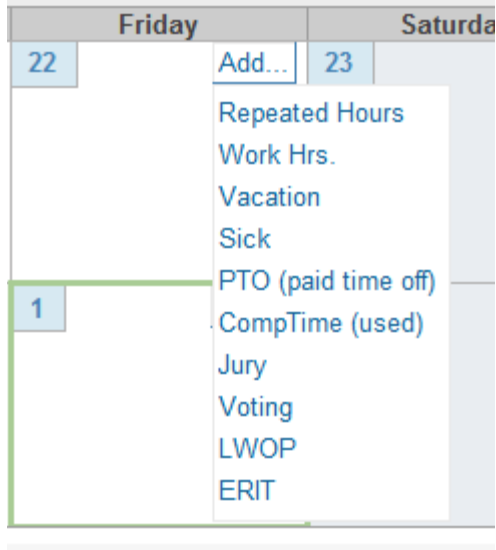 Friday
Saturda
22
Add...
23
Repeated Hours
Work Hrs.
Vacation
Sick
PTO (paid time off)
1
CompTime (used)
Jury
Voting
LWOP
ERIT